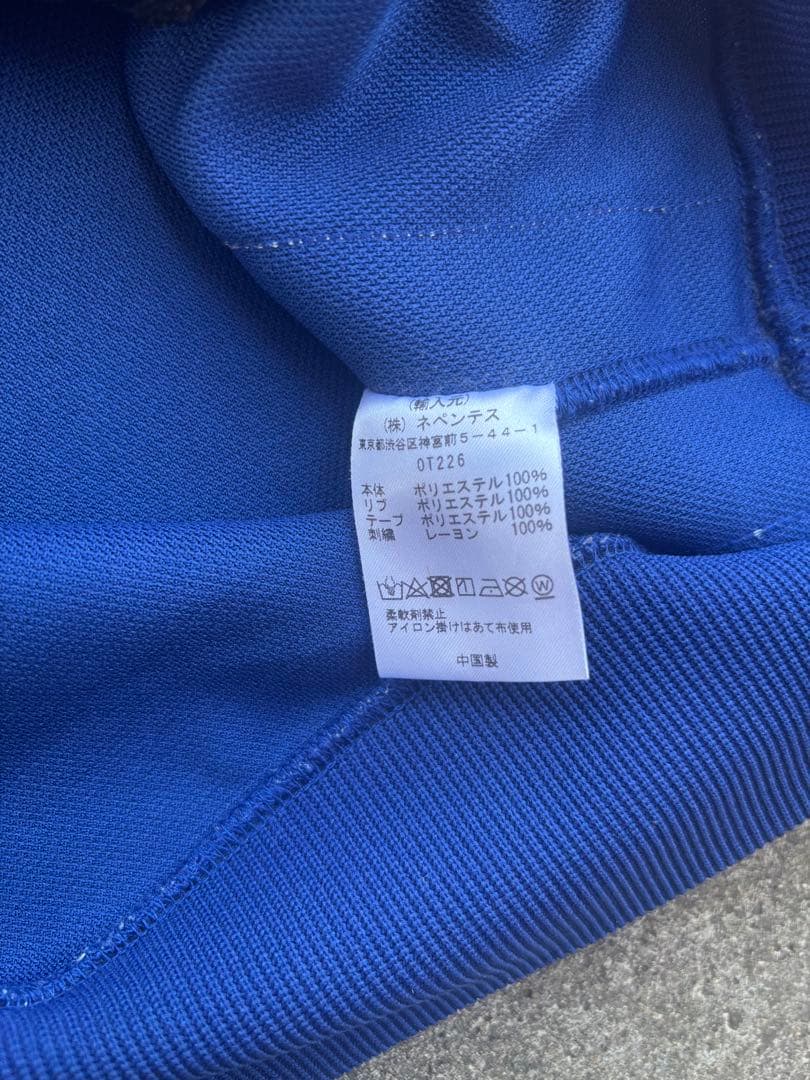 (輸入元)
(株) ネペンテス
東京都渋谷区神宮前5-44-1
OT226
本体 ポリエステル100%
リブ ポリエステル100%
テープ ポリエステル100%
刺繍 レーヨン 100%
W
柔軟剤禁止
アイロン掛けはあて布使用
中国製